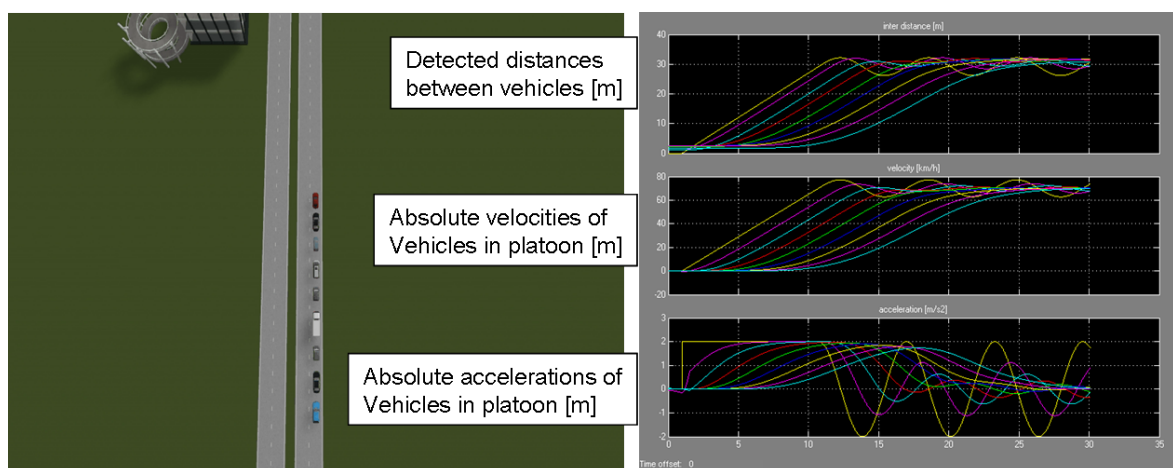 Detected distances
between vehicles [m]
Absolute velocities of
Vehicles in platoon [m]
Absolute accelerations of
Vehicles in platoon [m]
inter distance [m]
40
30
20
10
0
velocity [km/h]
80
60
40
20
0
-20
acceleration [m/s2]
3
2
1
0
-1
-2
0 5 10 15 20 25 30 35
Time offset: 0